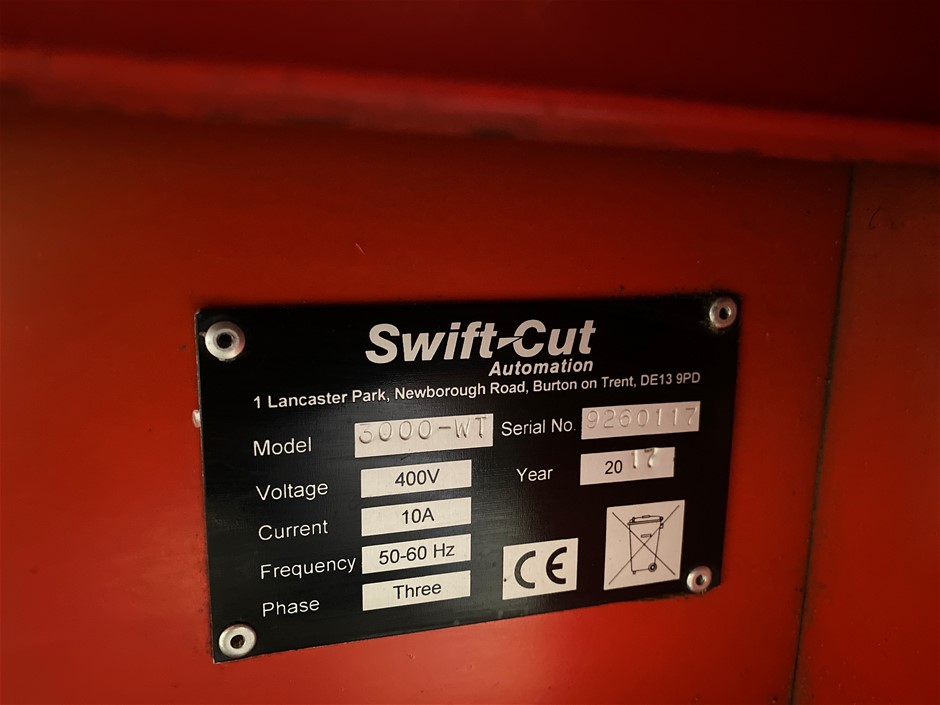 Swift-Cut
Automation
1 Lancaster Park, Newborough Road, Burton on Trent, DE13 9PD
Model 3000-WT Serial No. 9260117
Voltage 400V Year 2017
Current 10A
Frequency 50-60 Hz
Phase Three
CE